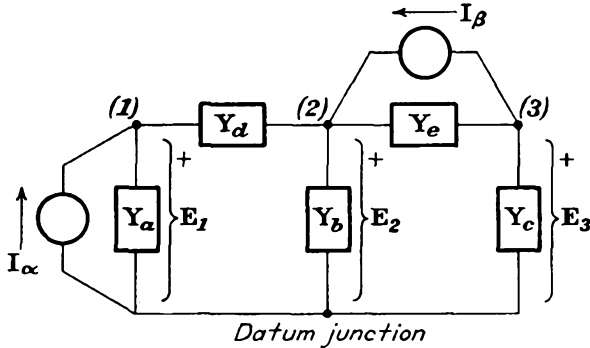 I_β
(1)
Y_d
(2)
Y_e
(3)
+
+
+
Y_a
E_1
Y_b
E_2
Y_c
E_3
I_α
Datum junction